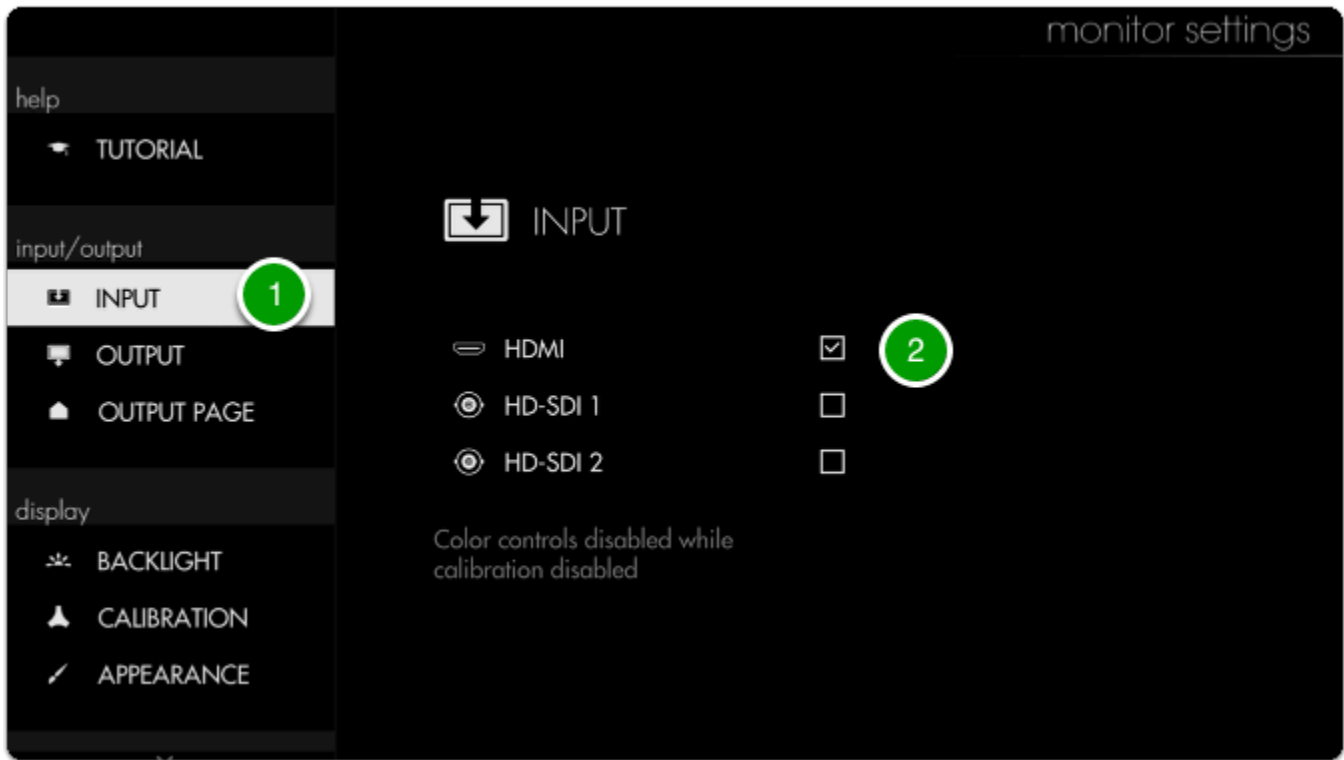 monitor settings
help
TUTORIAL
input/output
INPUT
1
OUTPUT
OUTPUT PAGE
display
BACKLIGHT
CALIBRATION
APPEARANCE
INPUT
HDMI
2
HD-SDI 1
HD-SDI 2
Color controls disabled while
calibration disabled